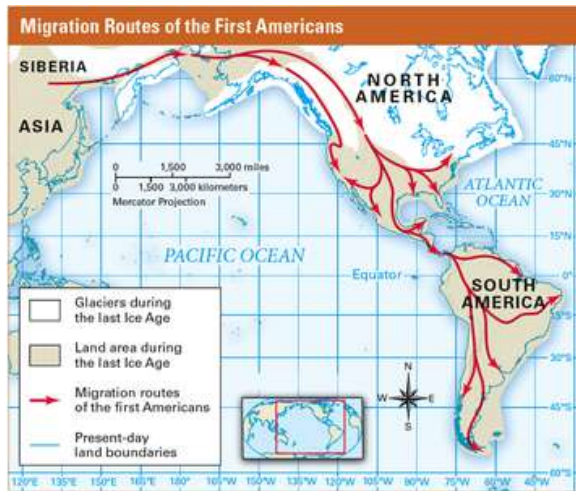 Migration Routes of the First Americans
SIBERIA
ASIA
NORTH
AMERICA
60°N
45°N
30°N
15°N
0°
15°S
30°S
45°S
60°S
ATLANTIC
OCEAN
0 1,500 3,000 miles
0 1,500 3,000 kilometers
Mercator Projection
PACIFIC OCEAN
Equator
SOUTH
AMERICA
Glaciers during
the last Ice Age
Land area during
the last Ice Age
Migration routes
of the first Americans
Present-day
land boundaries
N
W E
S
120°E 135°E 150°E 165°E 180° 165°W 150°W 135°W 120°W 105°W 90°W 75°W 60°W 45°W 30°W